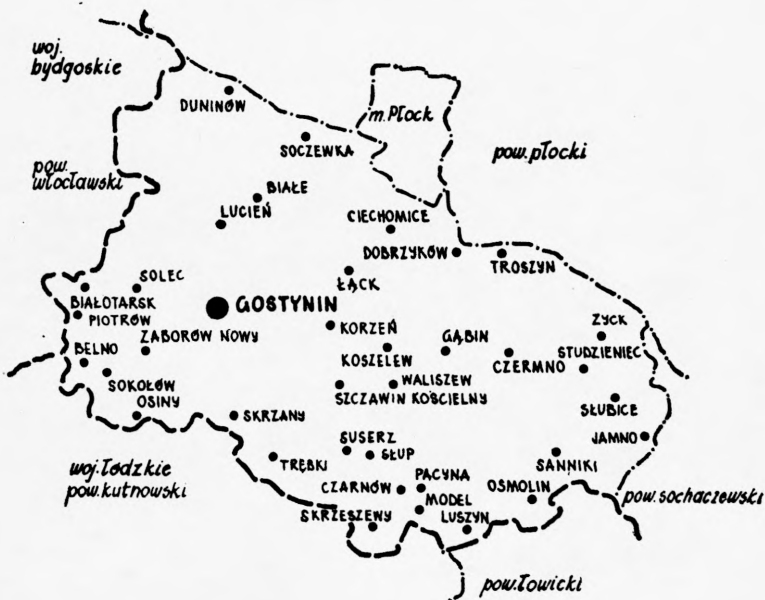 woj.
bydgoskie
DUNINÓW
m.Płock
SOCZEWKA
pow.płocki
pow.
włocławski
BIAŁE
LUCIEŃ
CIECHOMICE
DOBRZYKÓW
TROSZYN
SOLEC
ŁĄCK
BIAŁOTARSK
GOSTYNIN
PIOTRÓW
KORZEŃ
ZABORÓW NOWY
GĄBIN
ZYCK
BELNO
KOSZELEW
CZERMNO
STUDZIENIEC
SOKOŁÓW
WALISZEW
OSINY
SZCZAWIN KOŚCIELNY
SKRZANY
SŁUBICE
SUSERZ
JAMNO
TRĘBKI
SŁUP
SANNIKI
woj.łódzkie
pow.kutnowski
PACYNA
CZARNÓW
OSMOLIN
MODEL
pow.sochaczewski
SKRZESZEWY
LUSZYN
pow.łowicki